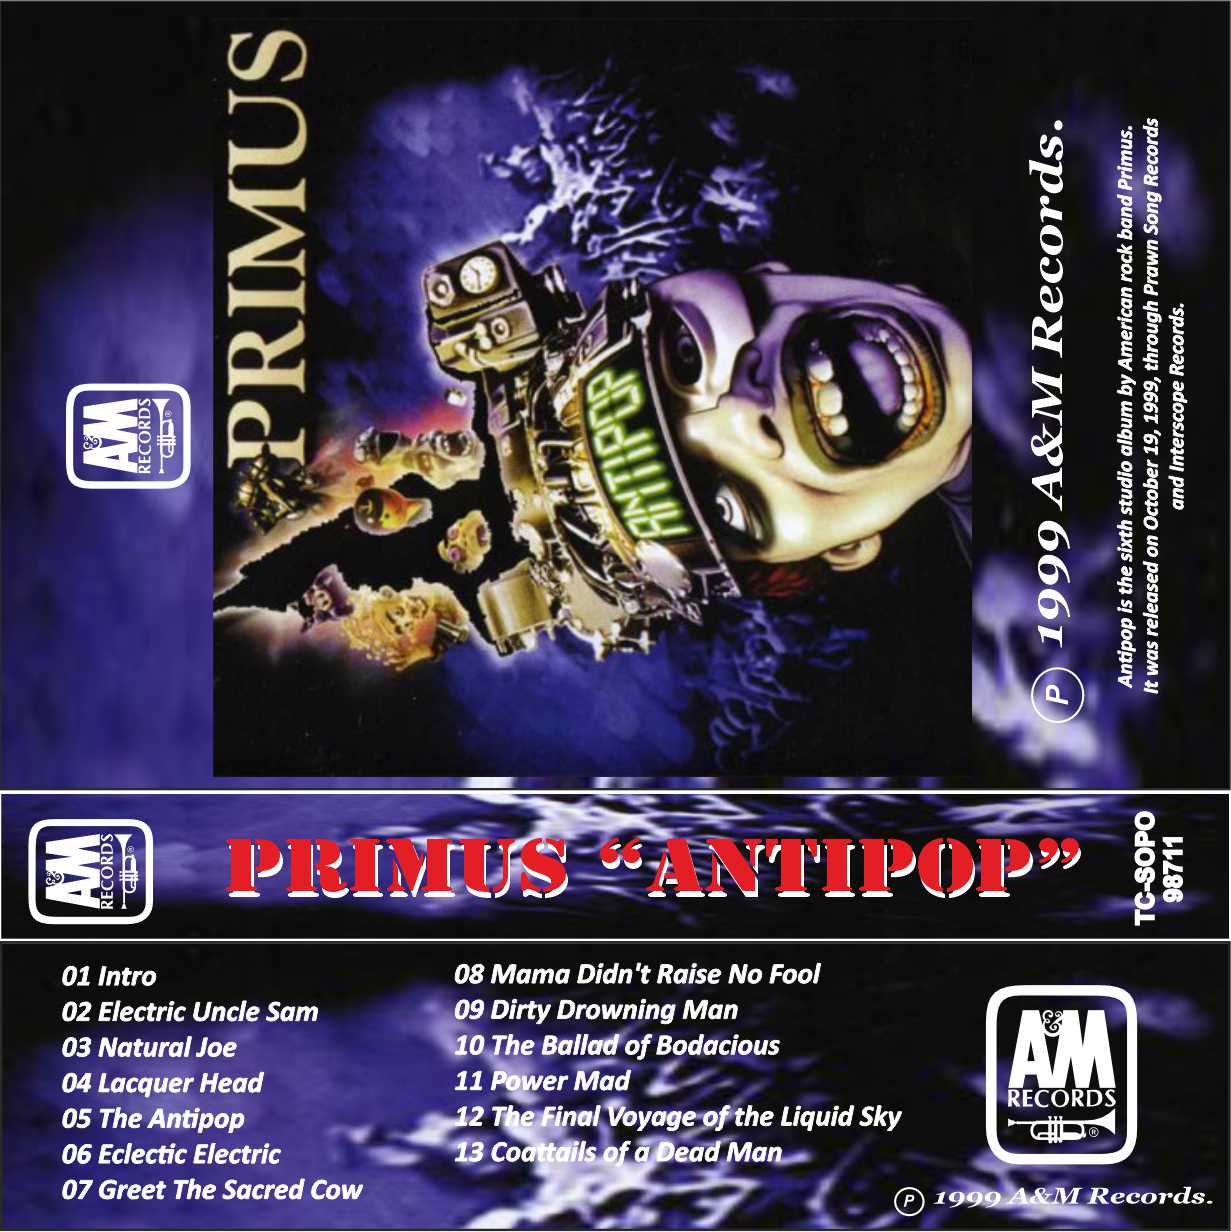 PRIMUS
ANTIPOP
ANTIPOP
A&M
RECORDS
®
P 1999 A&M Records.
Antipop is the sixth studio album by American rock band Primus.
It was released on October 19, 1999, through Prawn Song Records
and Interscope Records.
A&M
RECORDS
®
PRIMUS “ANTIPOP”
TC-SOPO
98711
01 Intro
02 Electric Uncle Sam
03 Natural Joe
04 Lacquer Head
05 The Antipop
06 Eclectic Electric
07 Greet The Sacred Cow
08 Mama Didn't Raise No Fool
09 Dirty Drowning Man
10 The Ballad of Bodacious
11 Power Mad
12 The Final Voyage of the Liquid Sky
13 Coattails of a Dead Man
A&M
RECORDS
®
P 1999 A&M Records.